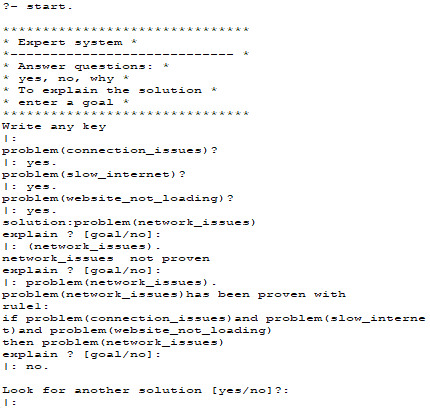 ?- start.
*******************************
* Expert system *
*---------------------------- *
* Answer questions: *
* yes, no, why *
* To explain the solution *
* enter a goal *
*******************************
Write any key
|:
problem(connection_issues)?
|: yes.
problem(slow_internet)?
|: yes.
problem(website_not_loading)?
|: yes.
solution:problem(network_issues)
explain ? [goal/no]:
|: (network_issues).
network_issues  not proven
explain ? [goal/no]:
|: problem(network_issues).
problem(network_issues)has been proven with
rule1:
if problem(connection_issues)and problem(slow_interne
t)and problem(website_not_loading)
then problem(network_issues)
explain ? [goal/no]:
|: no.
Look for another solution [yes/no]?:
|: